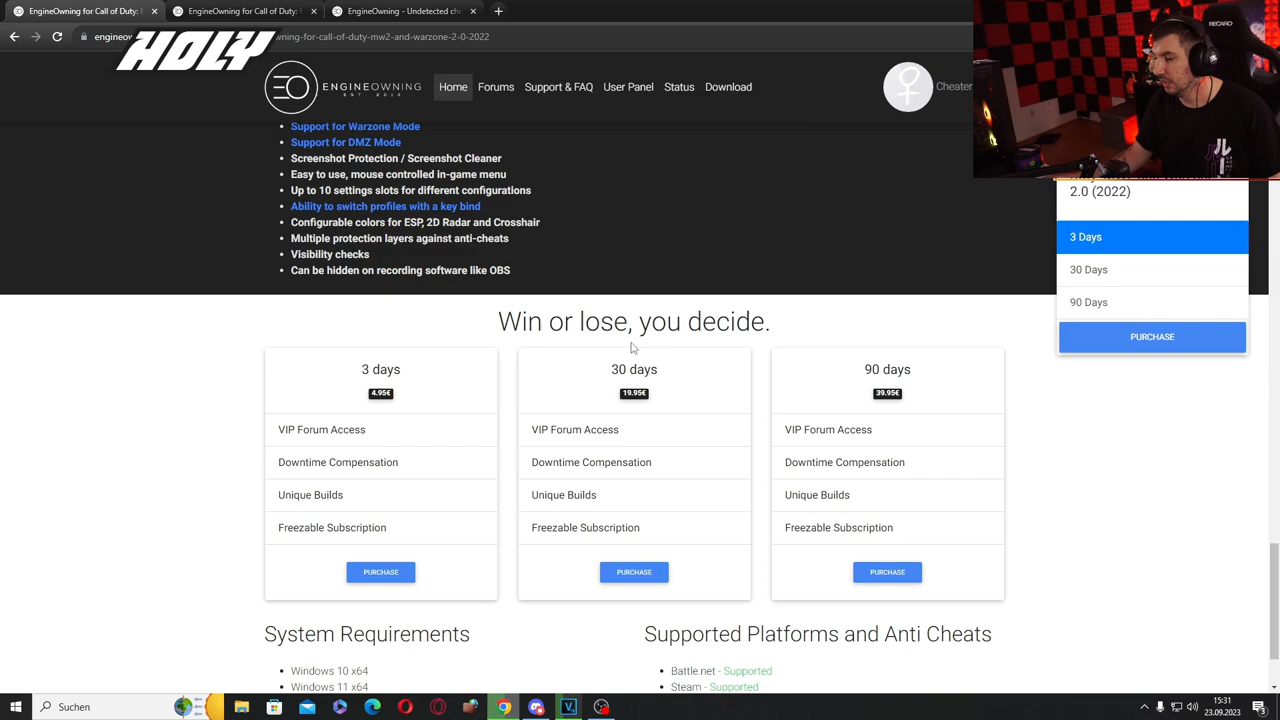 EngineOwning for Call of Duty:
EngineOwning for Call of Duty:
EngineOwning - Undetected che
HOLY
wning-for-call-of-duty-mw2-and-warzone-2-0-2022
EO ENGINEOWNING
EST 2014
Home
Forums
Support & FAQ
User Panel
Status
Download
Cheater
RECARO
Support for Warzone Mode
Support for DMZ Mode
Screenshot Protection / Screenshot Cleaner
Easy to use, mouse controlled in-game menu
Up to 10 settings slots for different configurations
Ability to switch profiles with a key bind
Configurable colors for ESP, 2D Radar and Crosshair
Multiple protection layers against anti-cheats
Visibility checks
Can be hidden on recording software like OBS
2.0 (2022)
3 Days
30 Days
90 Days
PURCHASE
Win or lose, you decide.
3 days
4.95€
VIP Forum Access
Downtime Compensation
Unique Builds
Freezable Subscription
PURCHASE
30 days
19.95€
VIP Forum Access
Downtime Compensation
Unique Builds
Freezable Subscription
PURCHASE
90 days
39.95€
VIP Forum Access
Downtime Compensation
Unique Builds
Freezable Subscription
PURCHASE
System Requirements
Windows 10 x64
Windows 11 x64
Supported Platforms and Anti Cheats
Battle.net - Supported
Steam - Supported
Suchen
15:31
23.09.2023
3